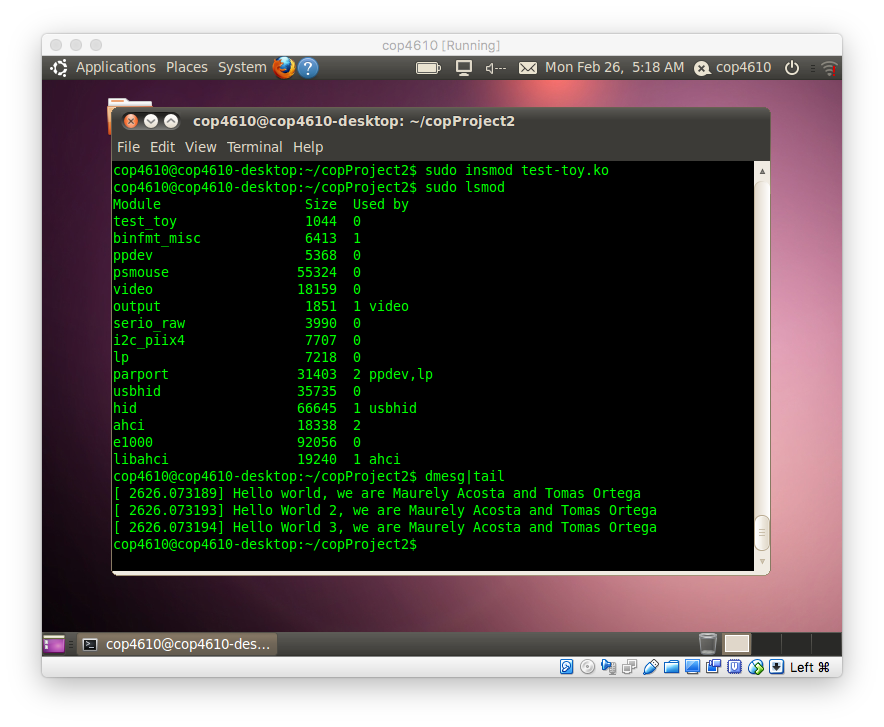 cop4610 [Running]
Applications Places System ? Mon Feb 26, 5:18 AM cop4610
cop4610@cop4610-desktop: ~/copProject2
File Edit View Terminal Help
cop4610@cop4610-desktop:~/copProject2$ sudo insmod test-toy.ko
cop4610@cop4610-desktop:~/copProject2$ sudo lsmod
Module                  Size  Used by
test_toy                1044  0
binfmt_misc             6413  1
ppdev                   5368  0
psmouse                55324  0
video                  18159  0
output                  1851  1 video
serio_raw               3990  0
i2c_piix4               7707  0
lp                      7218  0
parport                31403  2 ppdev,lp
usbhid                 35735  0
hid                    66645  1 usbhid
ahci                   18338  2
e1000                  92056  0
libahci                19240  1 ahci
cop4610@cop4610-desktop:~/copProject2$ dmesg|tail
[ 2626.073189] Hello world, we are Maurely Acosta and Tomas Ortega
[ 2626.073193] Hello World 2, we are Maurely Acosta and Tomas Ortega
[ 2626.073194] Hello World 3, we are Maurely Acosta and Tomas Ortega
cop4610@cop4610-desktop:~/copProject2$
cop4610@cop4610-des...
Left ⌘